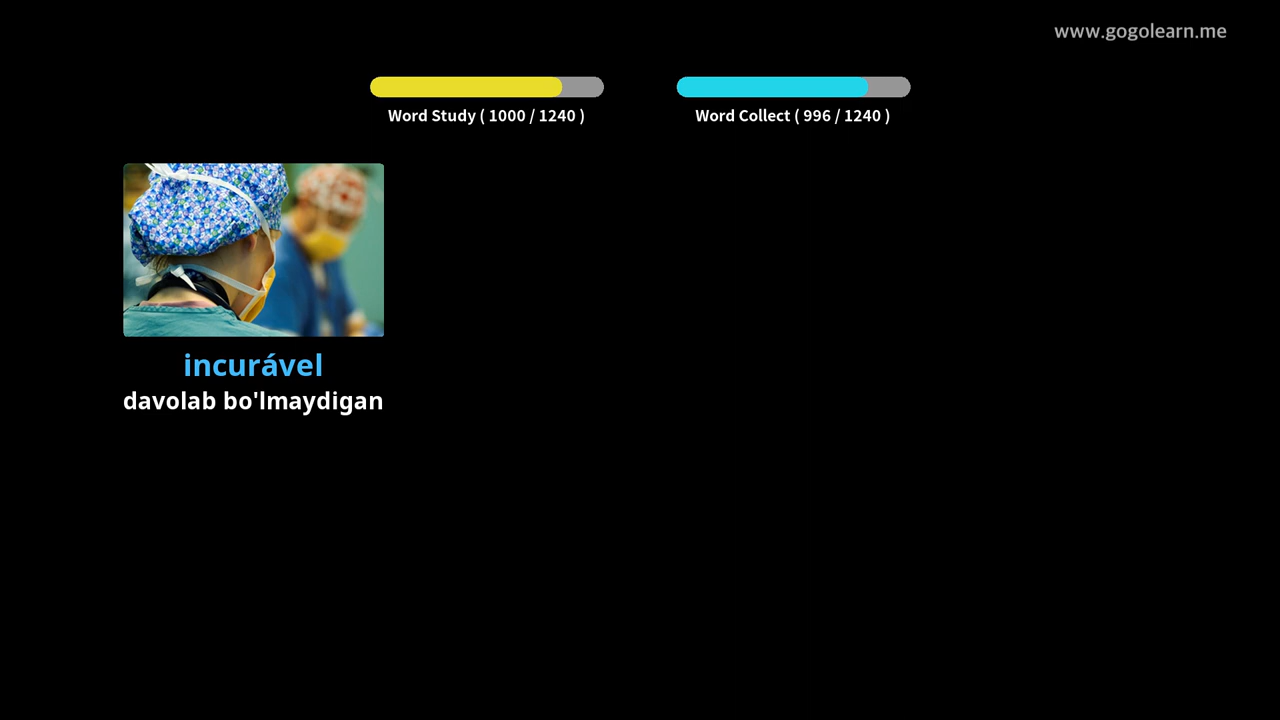 www.gogolearn.me
Word Study ( 1000 / 1240 )
Word Collect ( 996 / 1240 )
incurável
davolab bo'lmaydigan